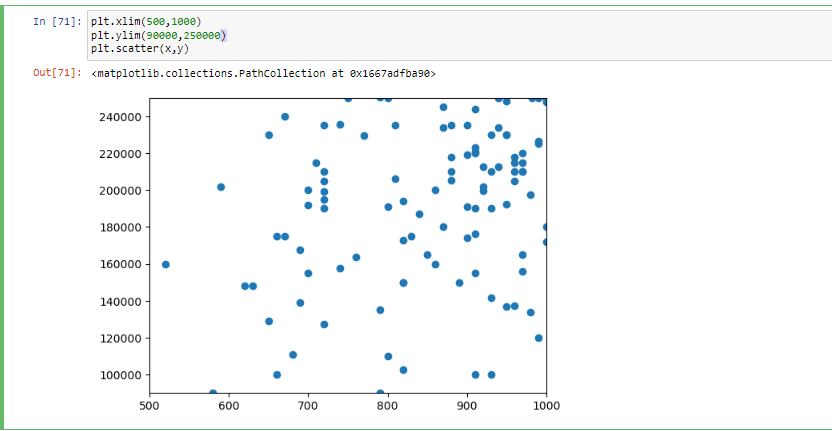 In [71]: plt.xlim(500,1000)
plt.ylim(90000,250000)
plt.scatter(x,y)
Out[71]: <matplotlib.collections.PathCollection at 0x1667adfba90>
240000
220000
200000
180000
160000
140000
120000
100000
500 600 700 800 900 1000